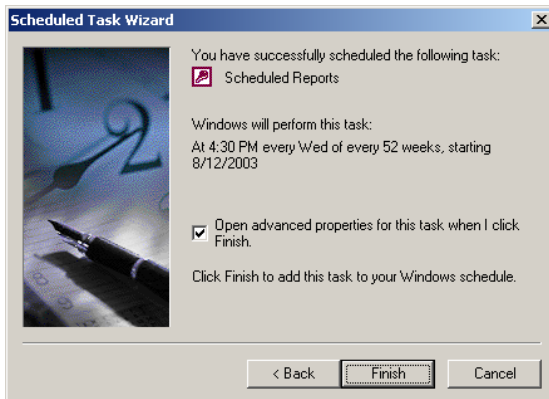 Scheduled Task Wizard
You have successfully scheduled the following task:
Scheduled Reports
Windows will perform this task:
At 4:30 PM every Wed of every 52 weeks, starting
8/12/2003
Open advanced properties for this task when I click
Finish.
Click Finish to add this task to your Windows schedule.
< Back
Finish
Cancel